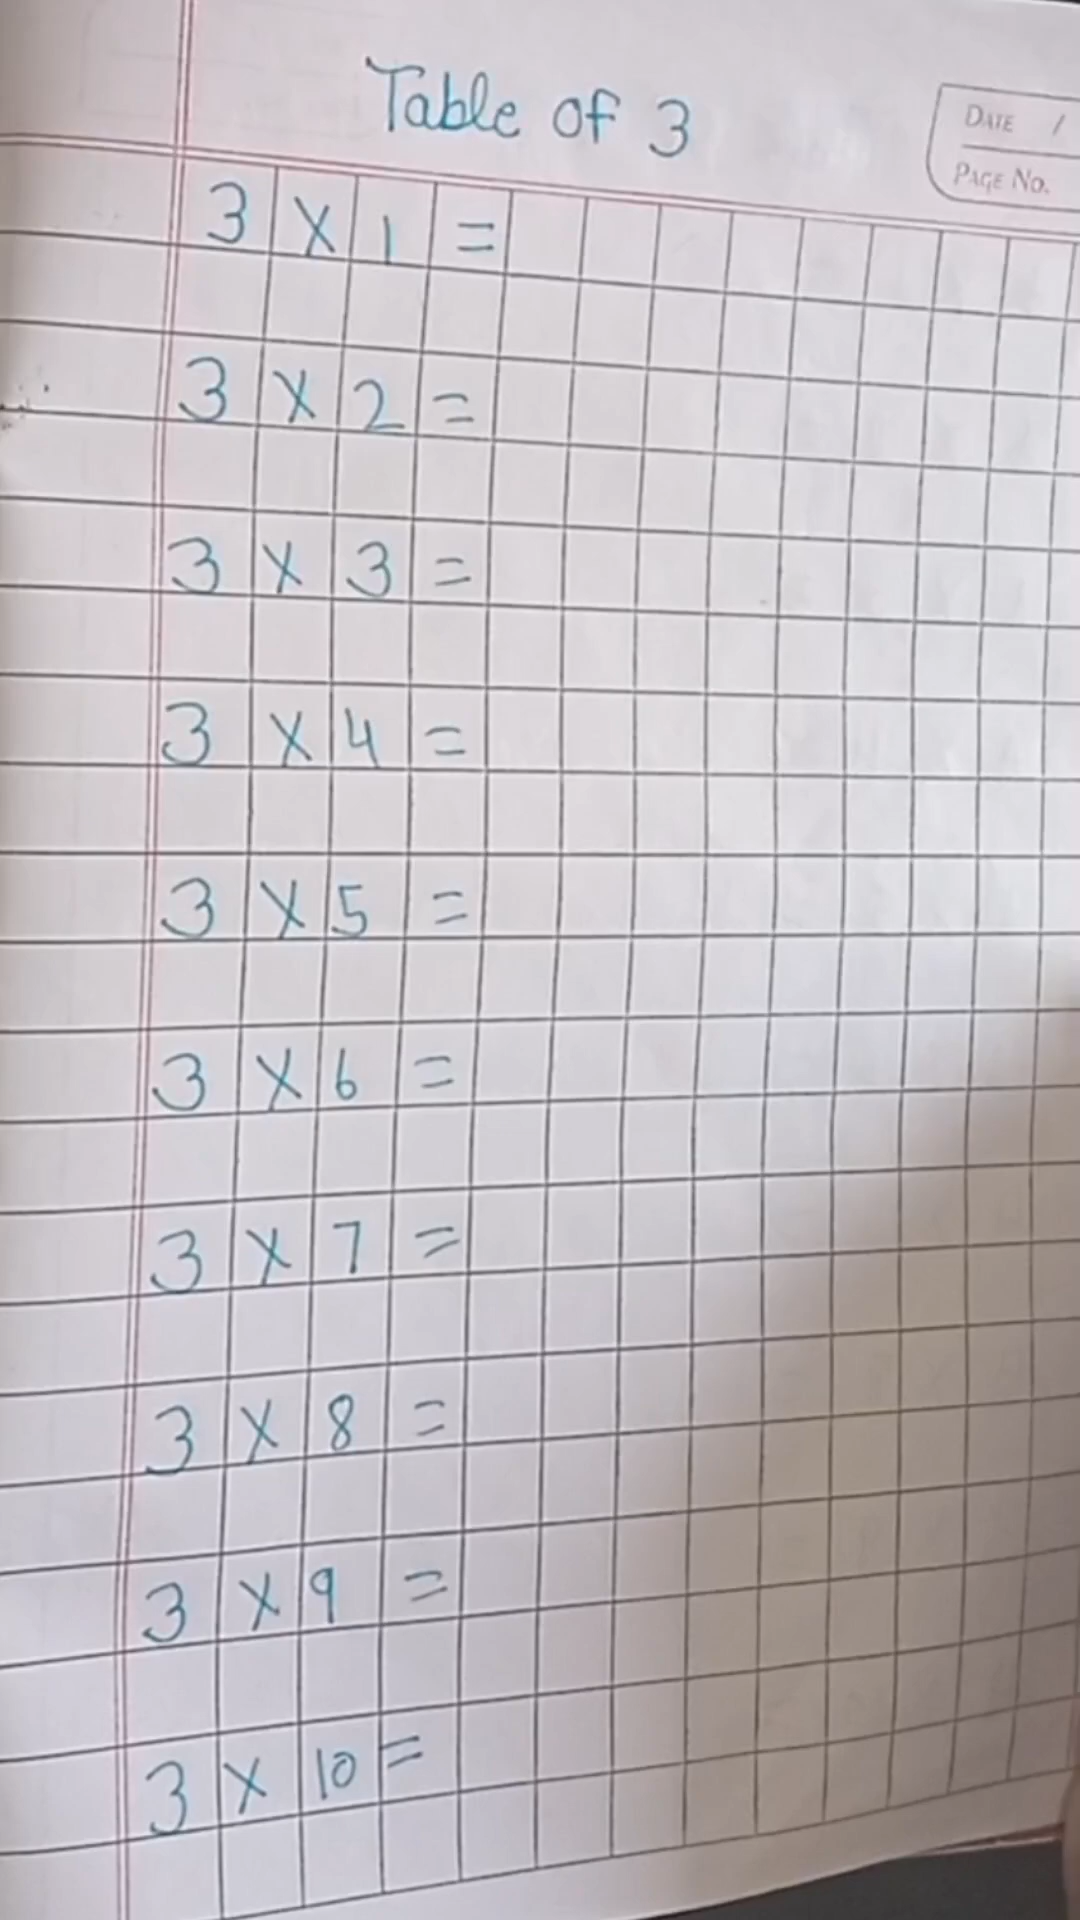 Table of 3
DATE /
PAGE NO.
3 X 1 =
3 X 2 =
3 X 3 =
3 X 4 =
3 X 5 =
3 X 6 =
3 X 7 =
3 X 8 =
3 X 9 =
3 X 10 =